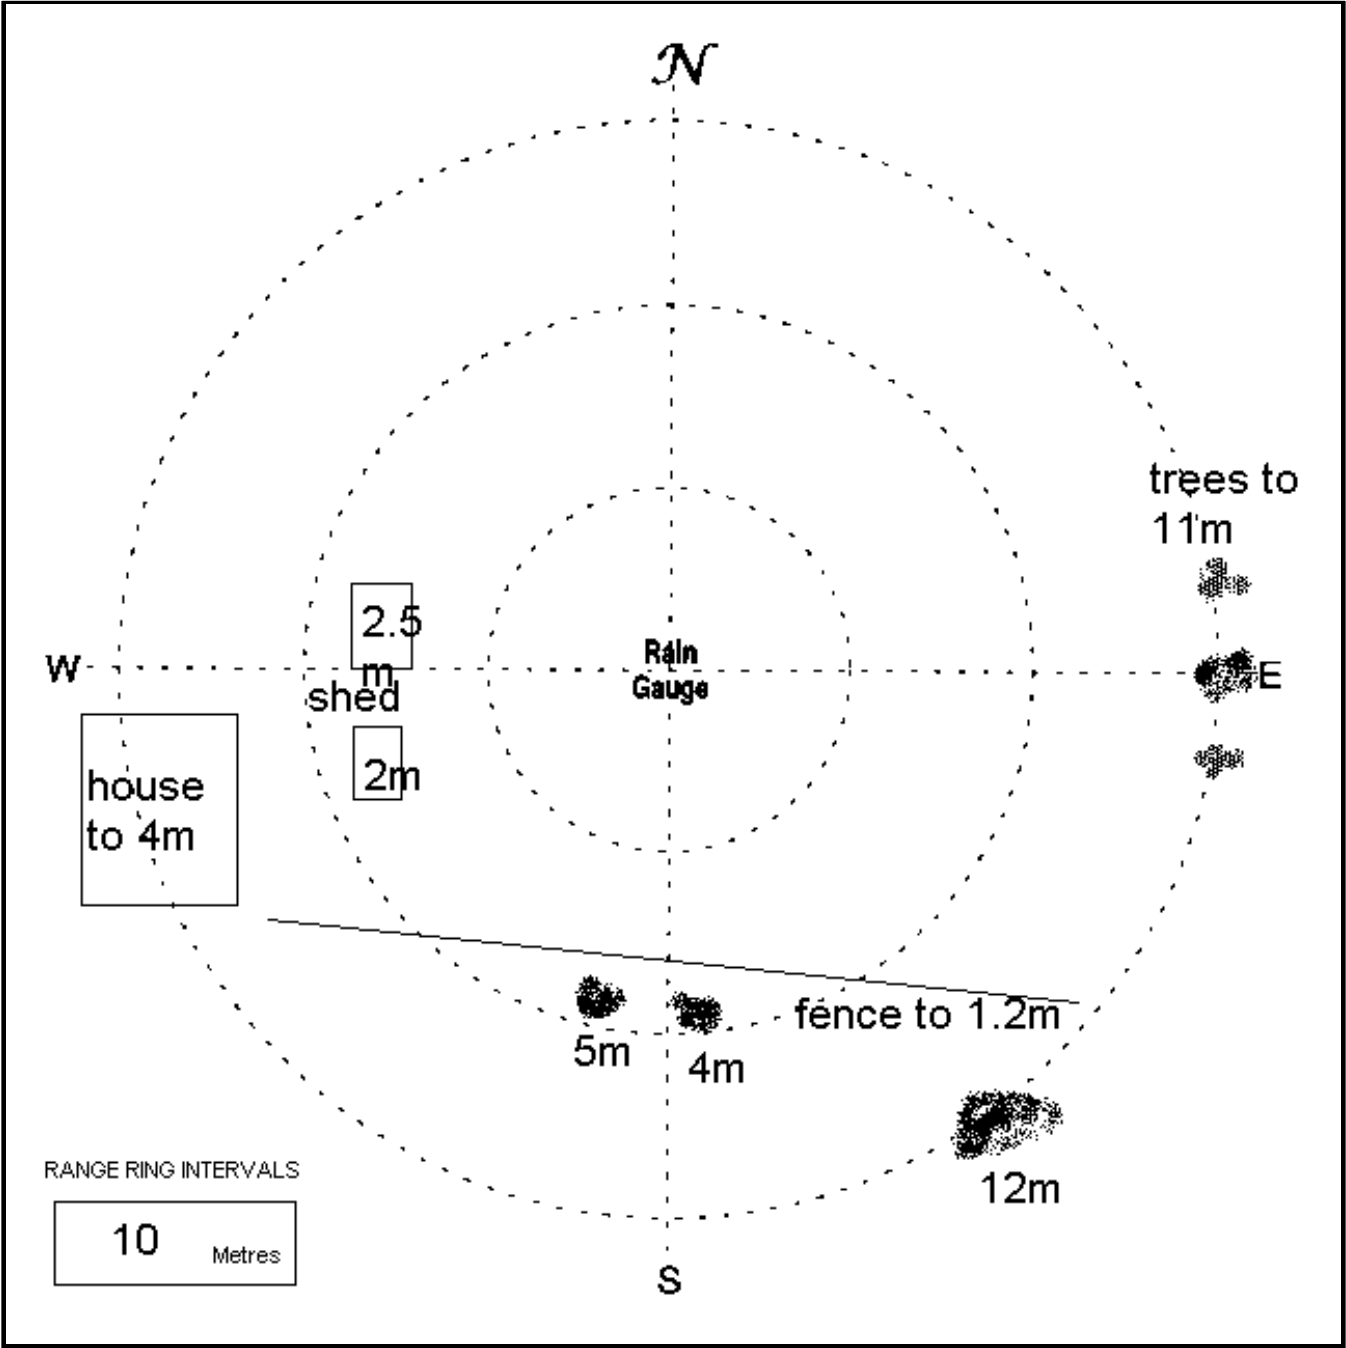 N
trees to
11m
2.5
m
W
Rain
Gauge
E
shed
house
to 4m
2m
fence to 1.2m
5m
4m
12m
RANGE RING INTERVALS
10 Metres
S